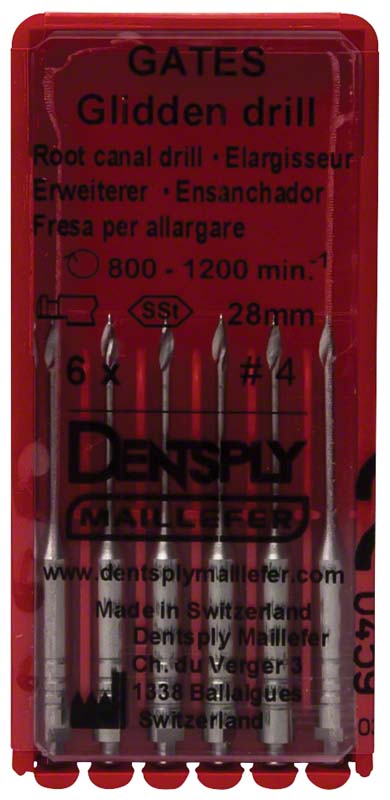 GATES
Glidden drill
Root canal drill · Elargisseur
Erweiterer · Ensanchador
Fresa per allargare
800 - 1200 min.-1
SSt 28mm
6 x #4
DENTSPLY
MAILLEFER
www.dentsplymaillefer.com
Made in Switzerland
Dentsply Maillefer
Ch. du Verger 3
1338 Ballaigues
Switzerland
0459